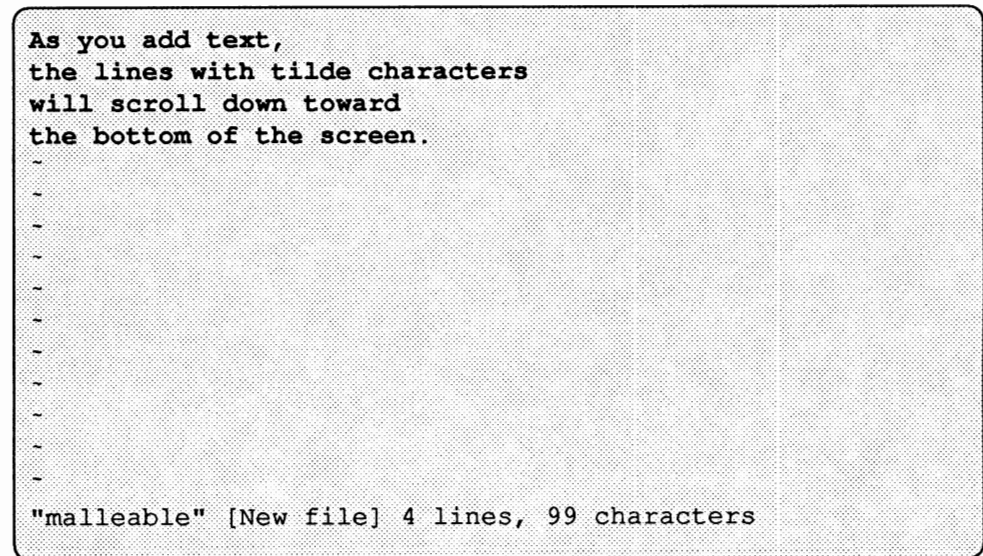 As you add text,
the lines with tilde characters
will scroll down toward
the bottom of the screen.
~
~
~
~
~
~
~
~
~
~
~
"malleable" [New file] 4 lines, 99 characters